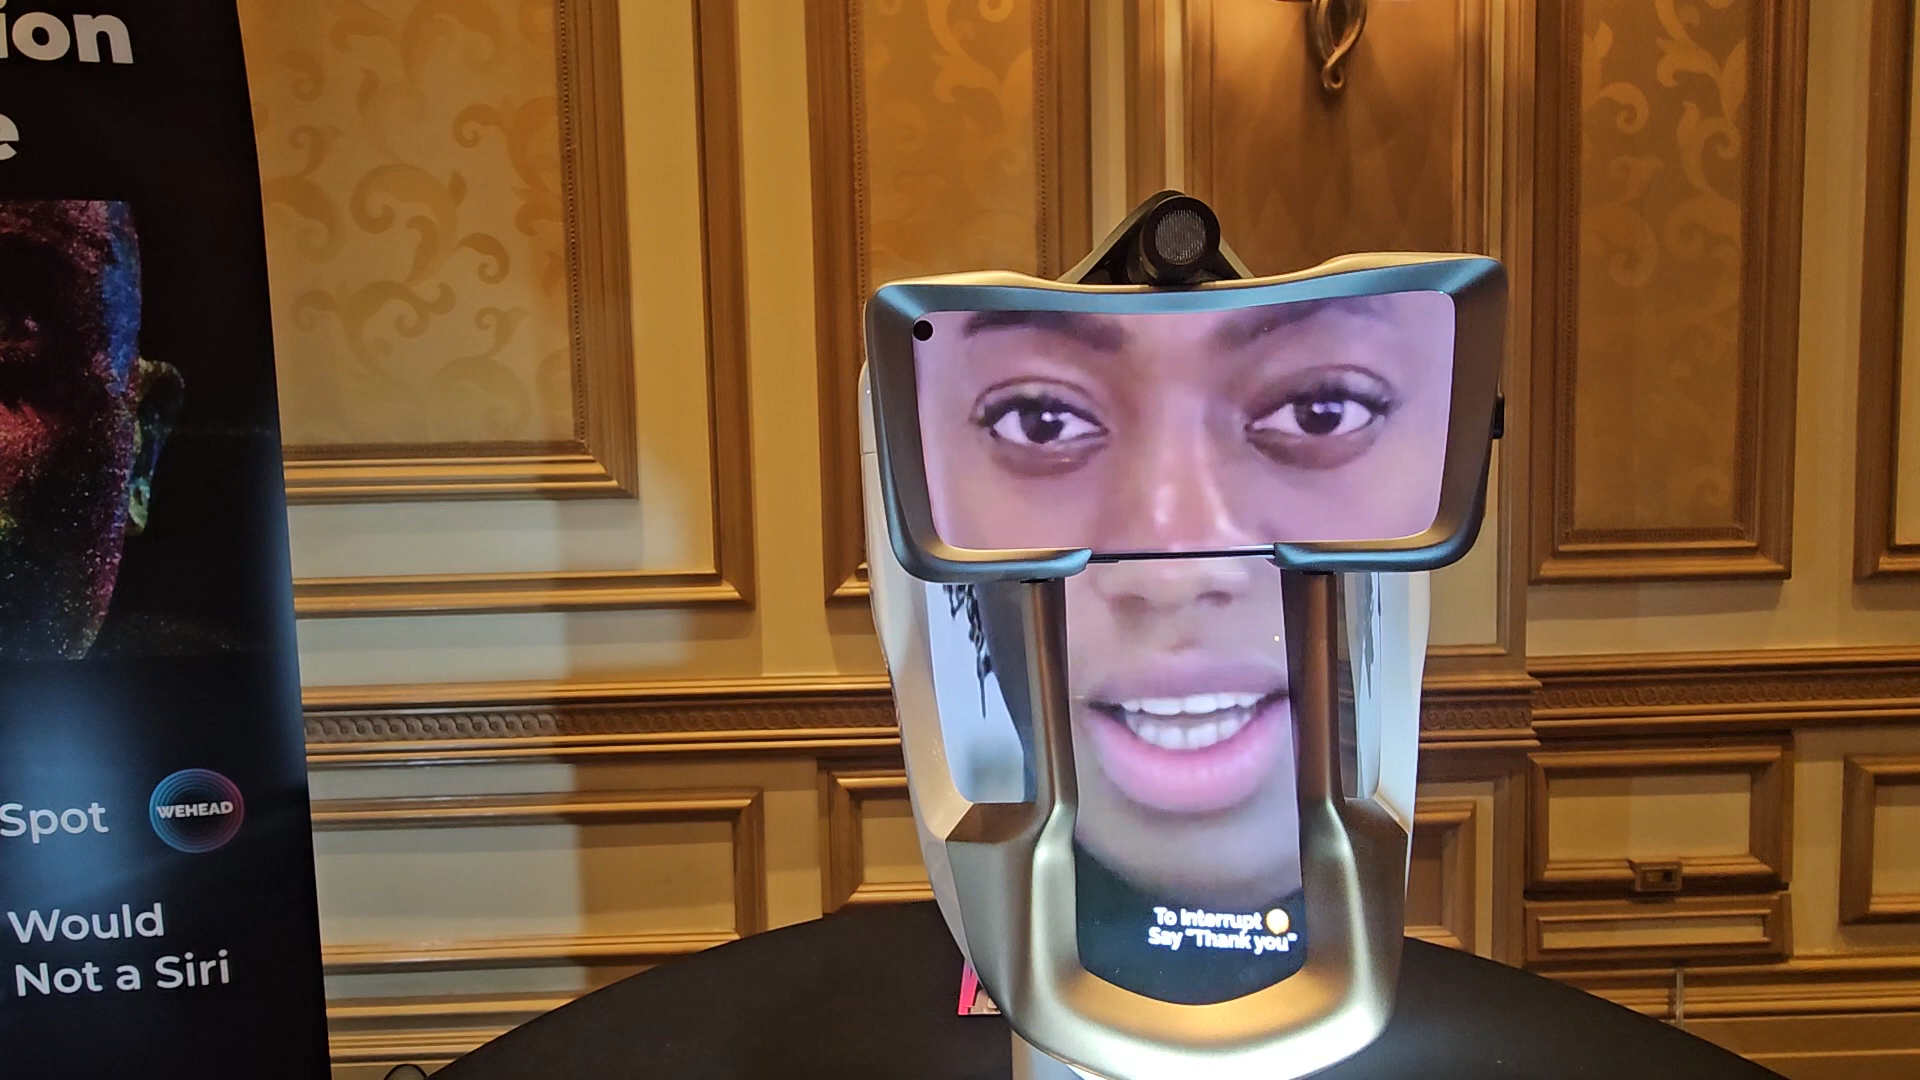 ion
e
Spot
WEHEAD
Would
Not a Siri
To Interrupt
Say "Thank you"